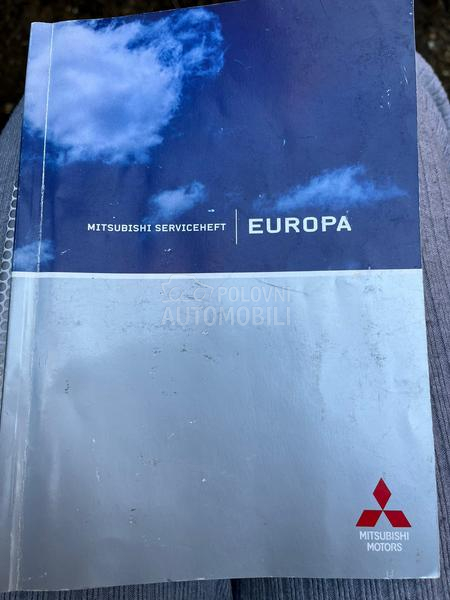 MITSUBISHI SERVICEHEFT | EUROPA
POLOVNI
AUTOMOBILI
MITSUBISHI
MOTORS